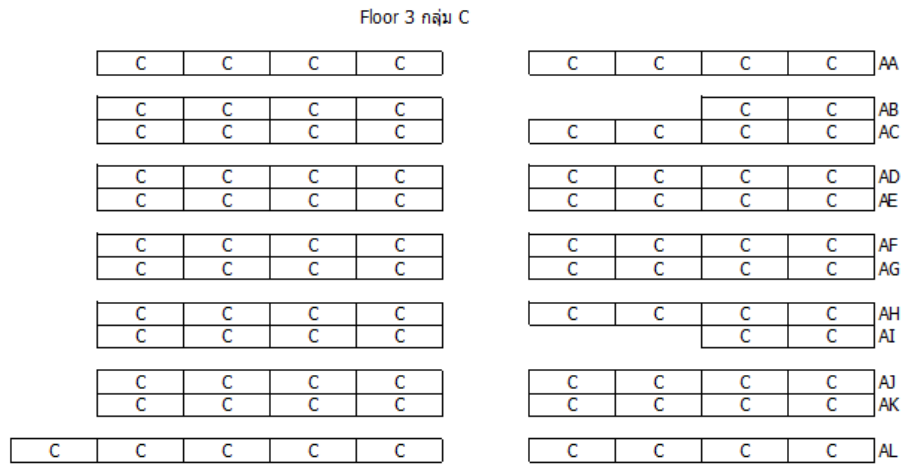 Floor 3 กลุ่ม C
C C C C C C C C AA
C C C C C C AB
C C C C C C C C AC
C C C C C C C C AD
C C C C C C C C AE
C C C C C C C C AF
C C C C C C C C AG
C C C C C C C C AH
C C C C C C AI
C C C C C C C C AJ
C C C C C C C C AK
C C C C C C C C C AL